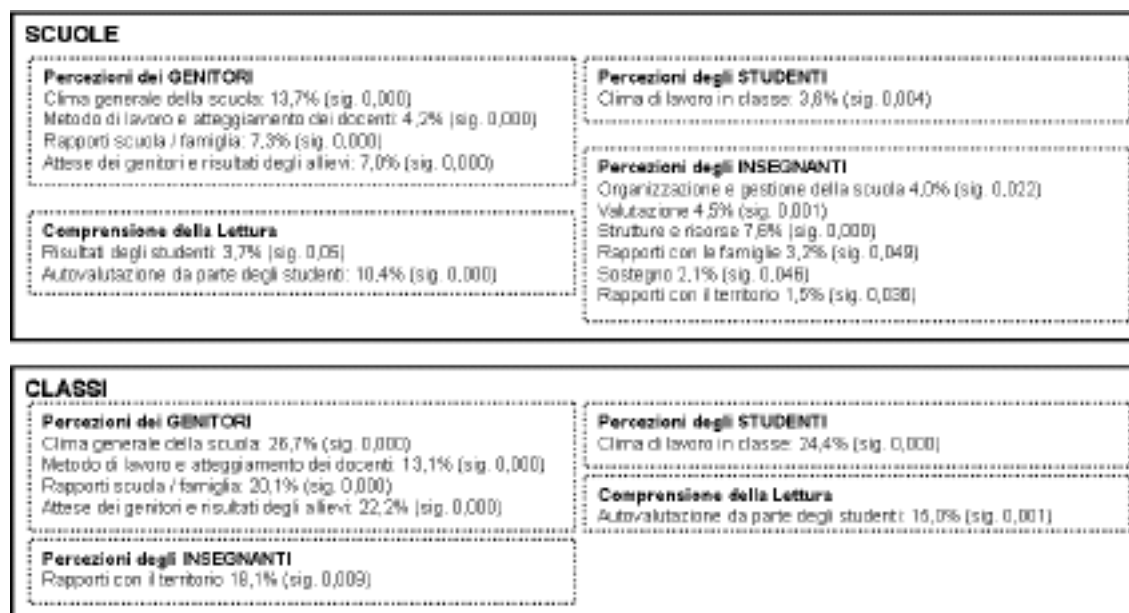 SCUOLE
Percezioni dei GENITORI
Clima generale della scuola: 13,7% (sig. 0,000)
Metodo di lavoro e atteggiamento dei docenti: 4,2% (sig. 0,000)
Rapporti scuola / famiglia: 7,3% (sig. 0,000)
Attese dei genitori e risultati degli allievi: 7,0% (sig. 0,000)
Comprensione della Lettura
Risultati degli studenti: 3,7% (sig. 0,05)
Autovalutazione da parte degli studenti: 10,4% (sig. 0,000)
Percezioni degli STUDENTI
Clima di lavoro in classe: 3,6% (sig. 0,004)
Percezioni degli INSEGNANTI
Organizzazione e gestione della scuola 4,0% (sig. 0,022)
Valutazione 4,5% (sig. 0,001)
Strutture e risorse 7,6% (sig. 0,000)
Rapporti con le famiglie 3,2% (sig. 0,049)
Sostegno 2,1% (sig. 0,046)
Rapporti con il territorio 1,5% (sig. 0,036)
CLASSI
Percezioni dei GENITORI
Clima generale della scuola: 26,7% (sig. 0,000)
Metodo di lavoro e atteggiamento dei docenti: 13,1% (sig. 0,000)
Rapporti scuola / famiglia: 20,1% (sig. 0,000)
Attese dei genitori e risultati degli allievi: 22,2% (sig. 0,000)
Percezioni degli INSEGNANTI
Rapporti con il territorio 18,1% (sig. 0,009)
Percezioni degli STUDENTI
Clima di lavoro in classe: 24,4% (sig. 0,000)
Comprensione della Lettura
Autovalutazione da parte degli studenti: 16,0% (sig. 0,001)